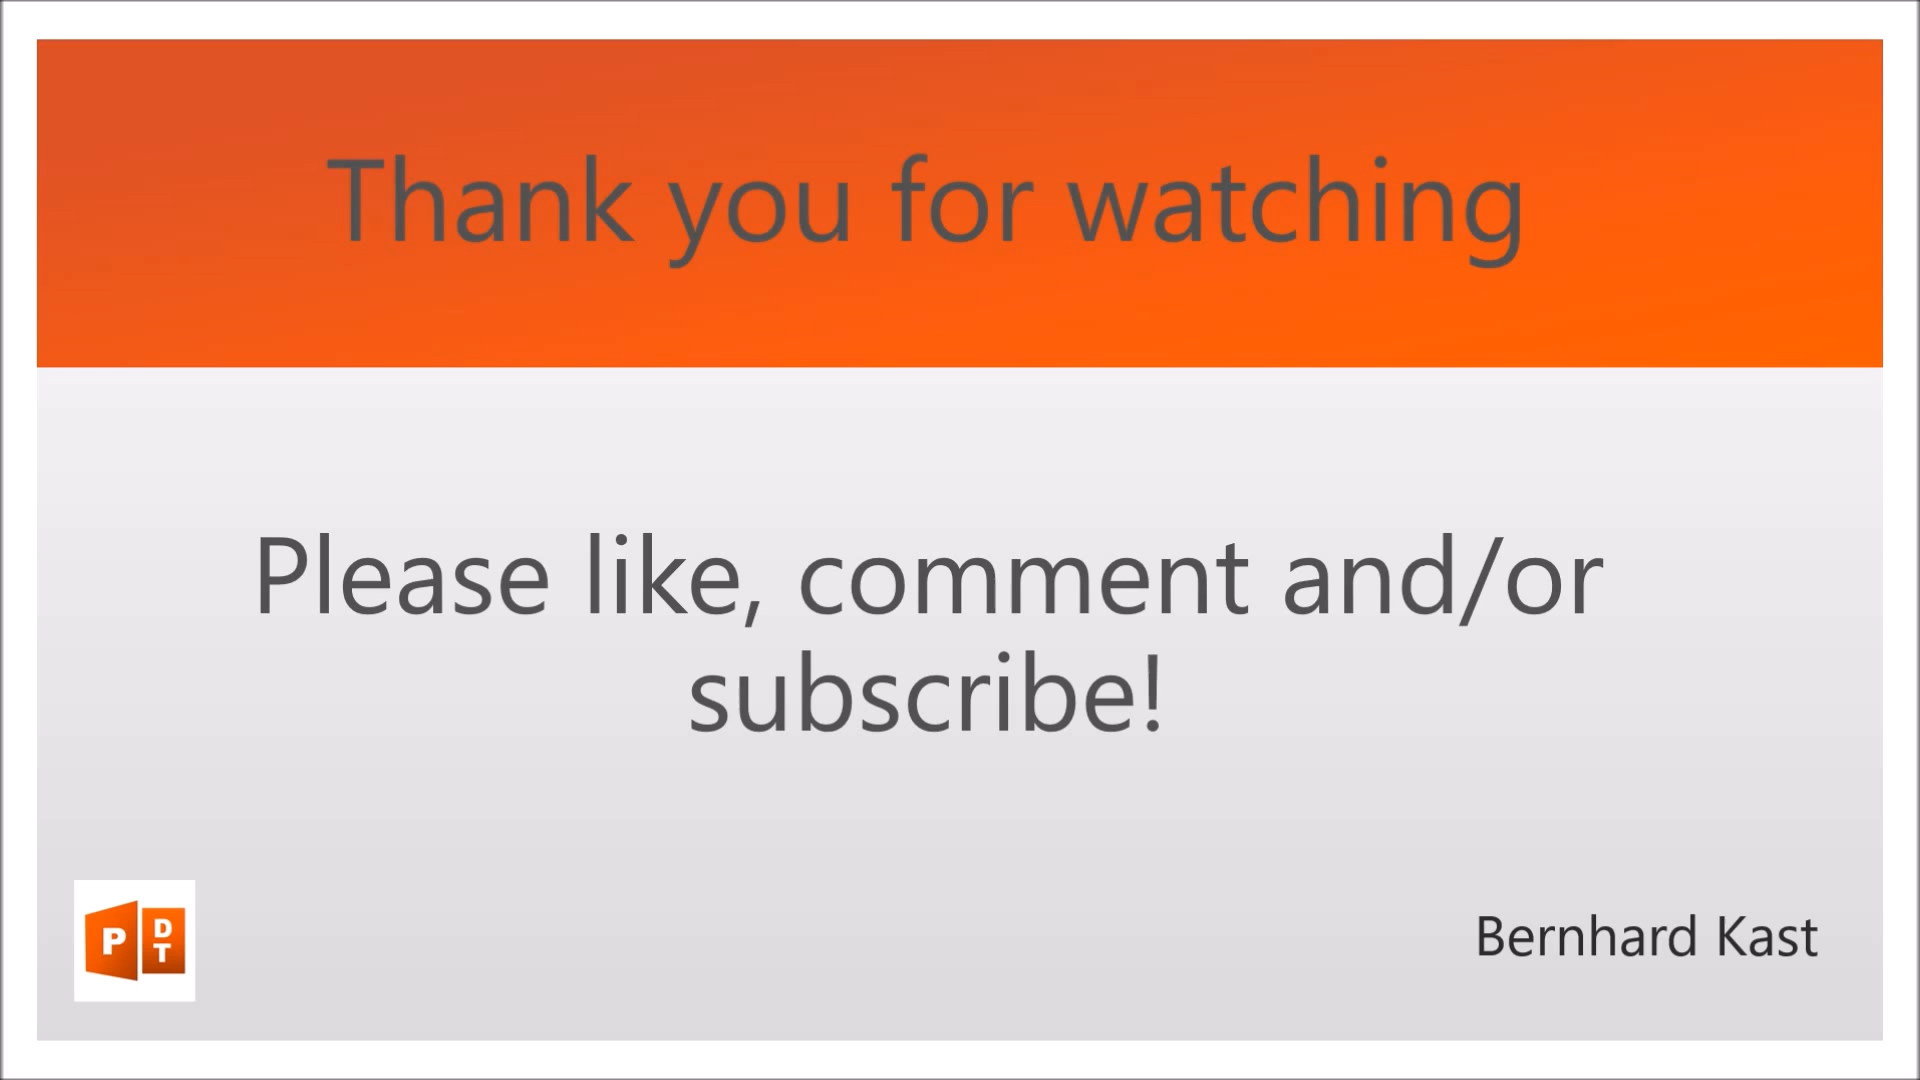 Thank you for watching
Please like, comment and/or
subscribe!
P
D
T
Bernhard Kast